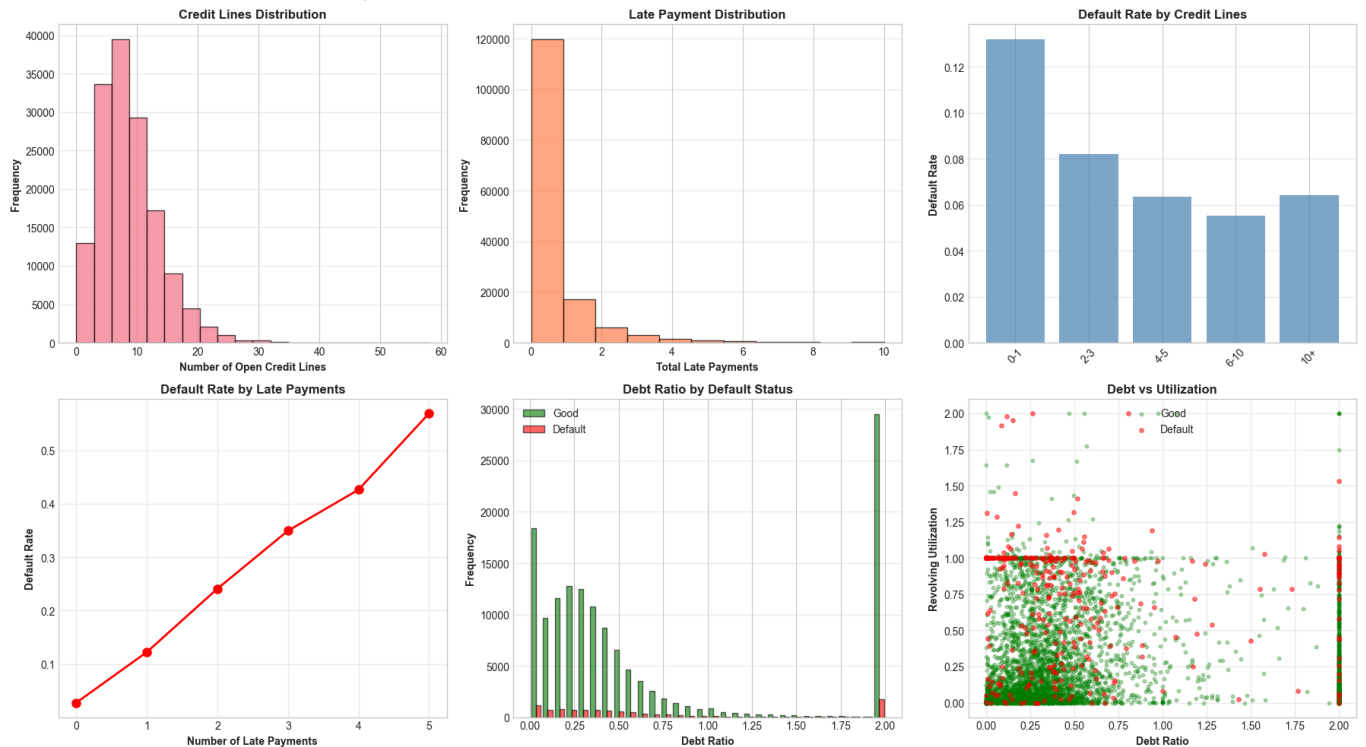 Credit Lines Distribution
Frequency
40000
35000
30000
25000
20000
15000
10000
5000
0
0 10 20 30 40 50 60
Number of Open Credit Lines
Late Payment Distribution
Frequency
120000
100000
80000
60000
40000
20000
0
0 2 4 6 8 10
Total Late Payments
Default Rate by Credit Lines
Default Rate
0.12
0.10
0.08
0.06
0.04
0.02
0.00
0-1 2-3 4-5 6-10 10+
Default Rate by Late Payments
Default Rate
0.5
0.4
0.3
0.2
0.1
0 1 2 3 4 5
Number of Late Payments
Debt Ratio by Default Status
Good
Default
Frequency
30000
25000
20000
15000
10000
5000
0
0.00 0.25 0.50 0.75 1.00 1.25 1.50 1.75 2.00
Debt Ratio
Debt vs Utilization
Good
Default
Revolving Utilization
2.00
1.75
1.50
1.25
1.00
0.75
0.50
0.25
0.00
0.00 0.25 0.50 0.75 1.00 1.25 1.50 1.75 2.00
Debt Ratio